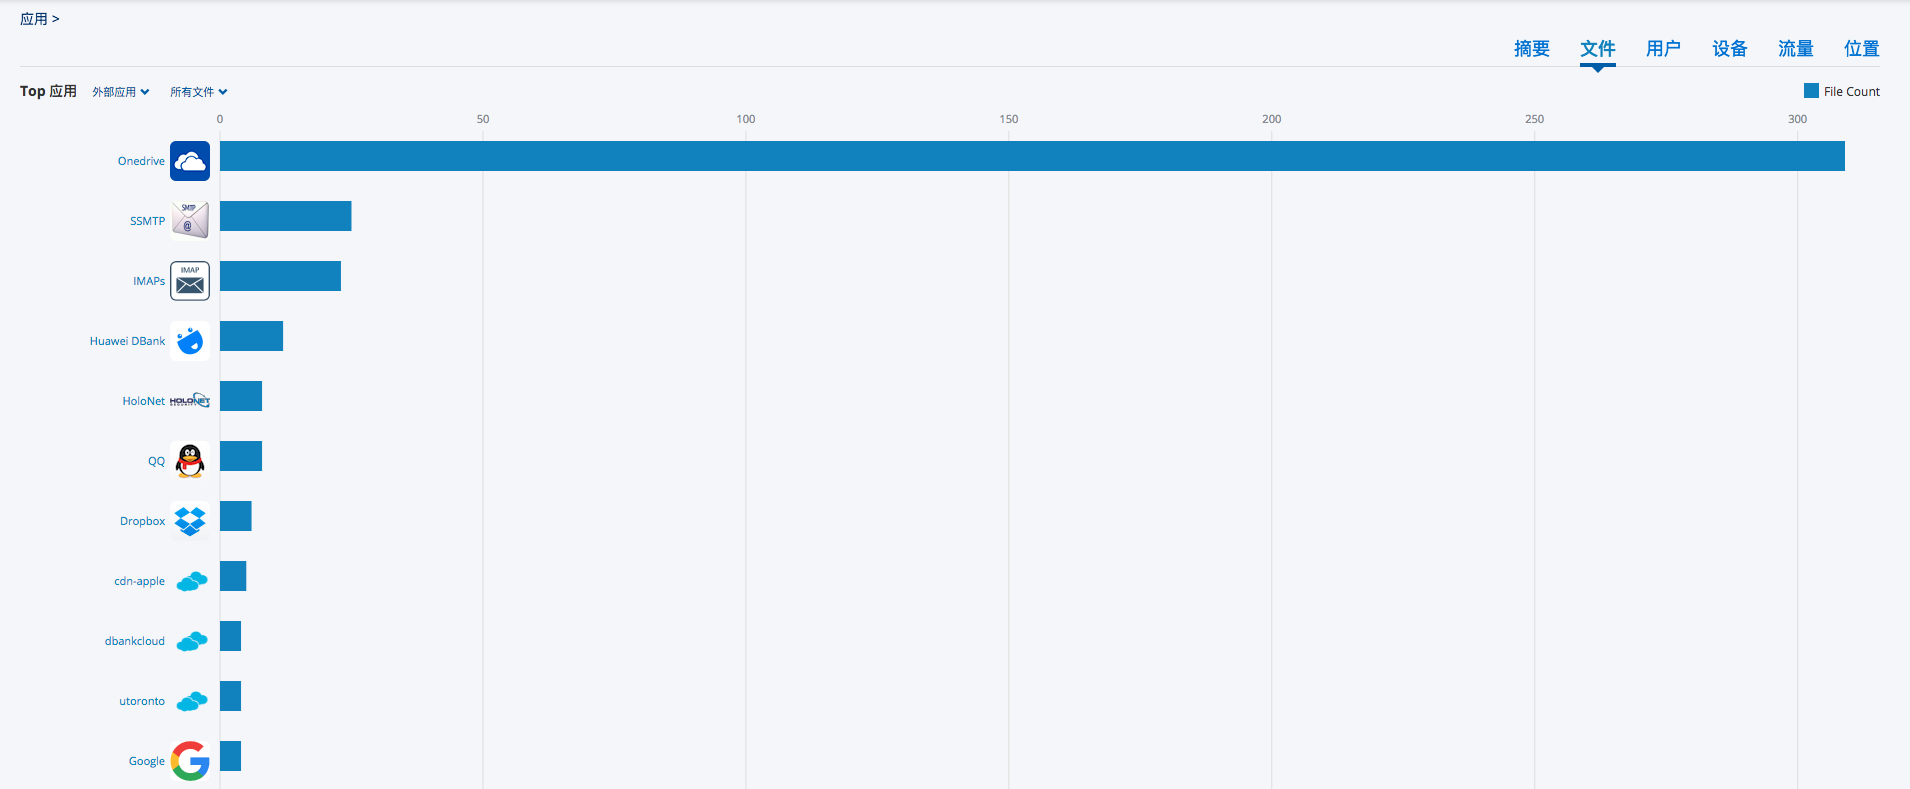 应用 >
摘要 文件 用户 设备 流量 位置
Top 应用 外部应用 所有文件 File Count
0 50 100 150 200 250 300
Onedrive
SSMTP SMTP @
IMAPs IMAP
Huawei DBank
HoloNet HOLONET
QQ
Dropbox
cdn-apple
dbankcloud
utoronto
Google G